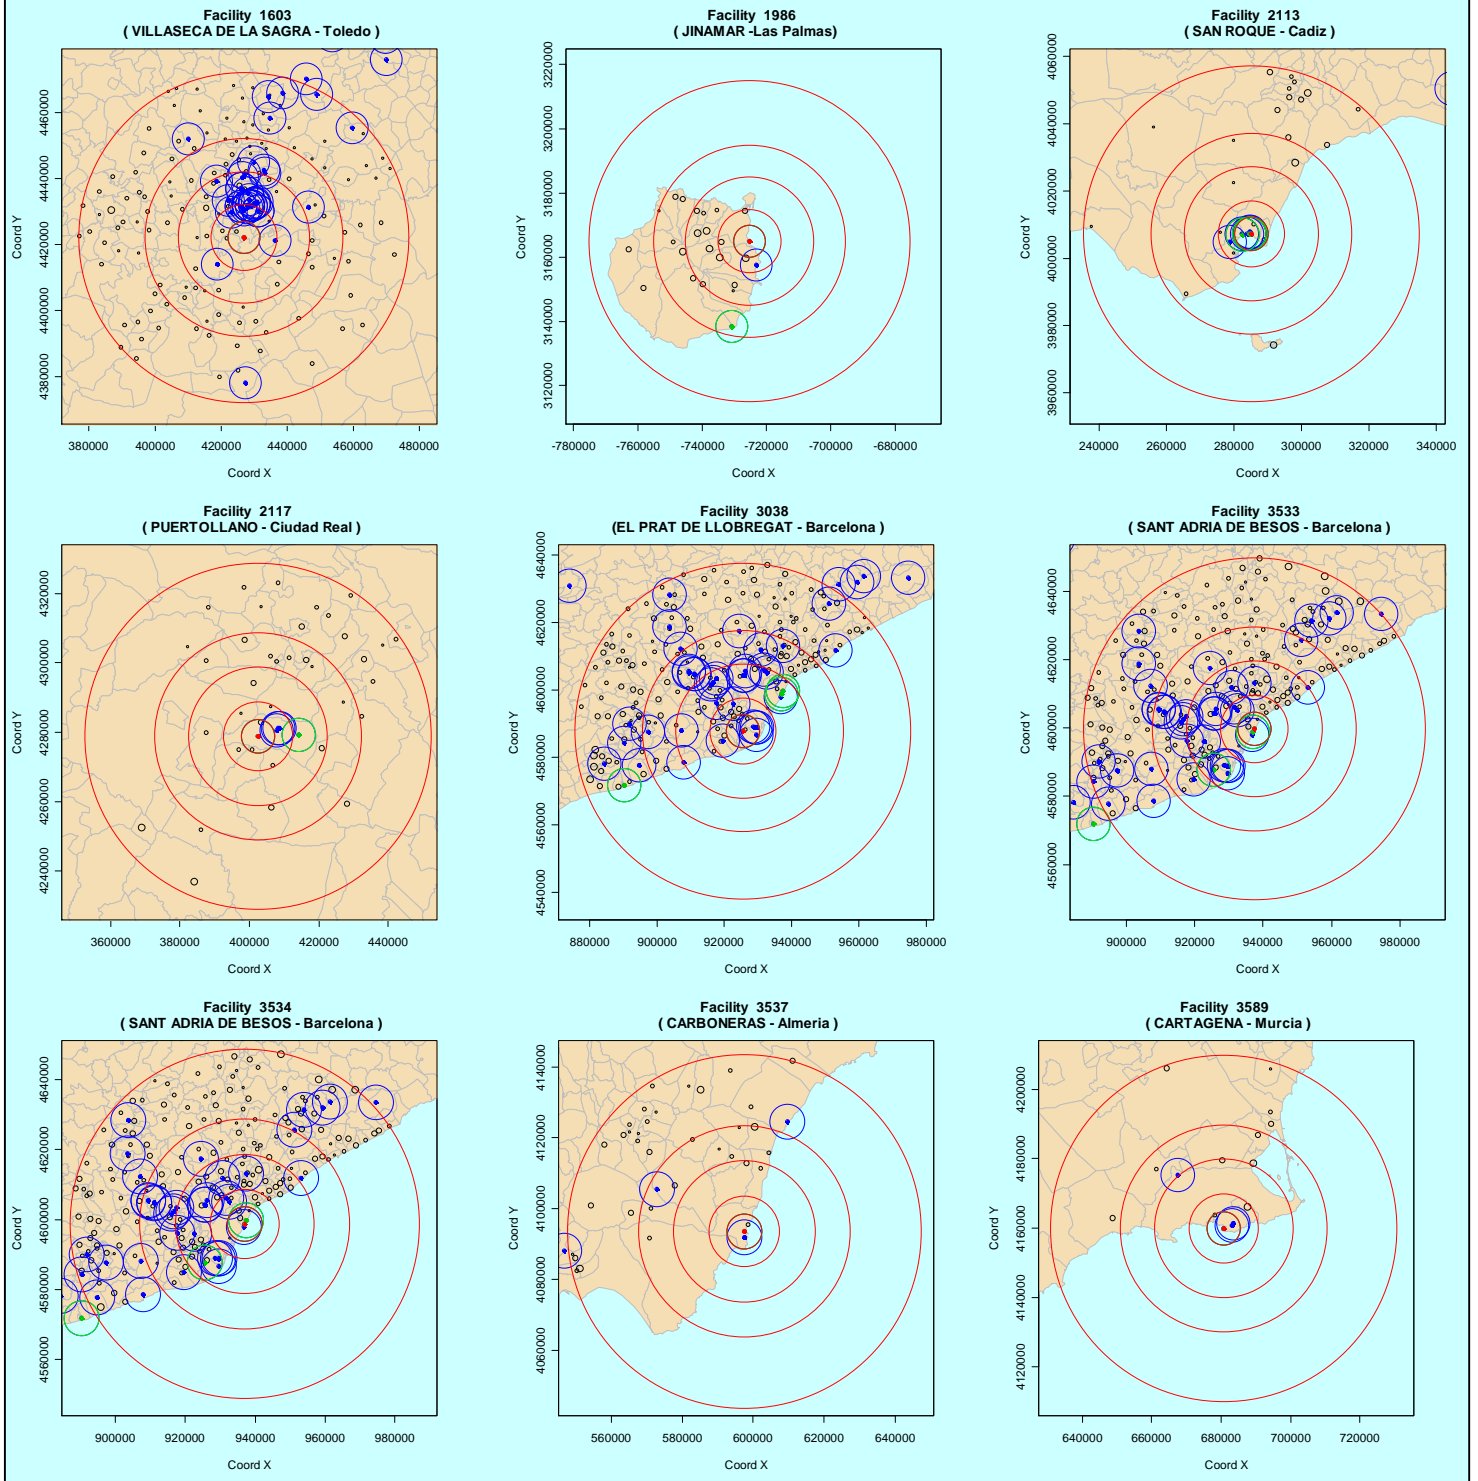 Facility 1603
( VILLASECA DE LA SAGRA - Toledo )
Coord Y
4380000 4400000 4420000 4440000 4460000
380000 400000 420000 440000 460000 480000
Coord X
Facility 1986
( JINAMAR -Las Palmas)
Coord Y
3120000 3140000 3160000 3180000 3200000 3220000
-780000 -760000 -740000 -720000 -700000 -680000
Coord X
Facility 2113
( SAN ROQUE - Cadiz )
Coord Y
3960000 3980000 4000000 4020000 4040000 4060000
240000 260000 280000 300000 320000 340000
Coord X
Facility 2117
( PUERTOLLANO - Ciudad Real )
Coord Y
4240000 4260000 4280000 4300000 4320000
360000 380000 400000 420000 440000
Coord X
Facility 3038
(EL PRAT DE LLOBREGAT - Barcelona )
Coord Y
4540000 4560000 4580000 4600000 4620000 4640000
880000 900000 920000 940000 960000 980000
Coord X
Facility 3533
( SANT ADRIA DE BESOS - Barcelona )
Coord Y
4560000 4580000 4600000 4620000 4640000
900000 920000 940000 960000 980000
Coord X
Facility 3534
( SANT ADRIA DE BESOS - Barcelona )
Coord Y
4560000 4580000 4600000 4620000 4640000
900000 920000 940000 960000 980000
Coord X
Facility 3537
( CARBONERAS - Almeria )
Coord Y
4060000 4080000 4100000 4120000 4140000
560000 580000 600000 620000 640000
Coord X
Facility 3589
( CARTAGENA - Murcia )
Coord Y
4120000 4140000 4160000 4180000 4200000
640000 660000 680000 700000 720000
Coord X